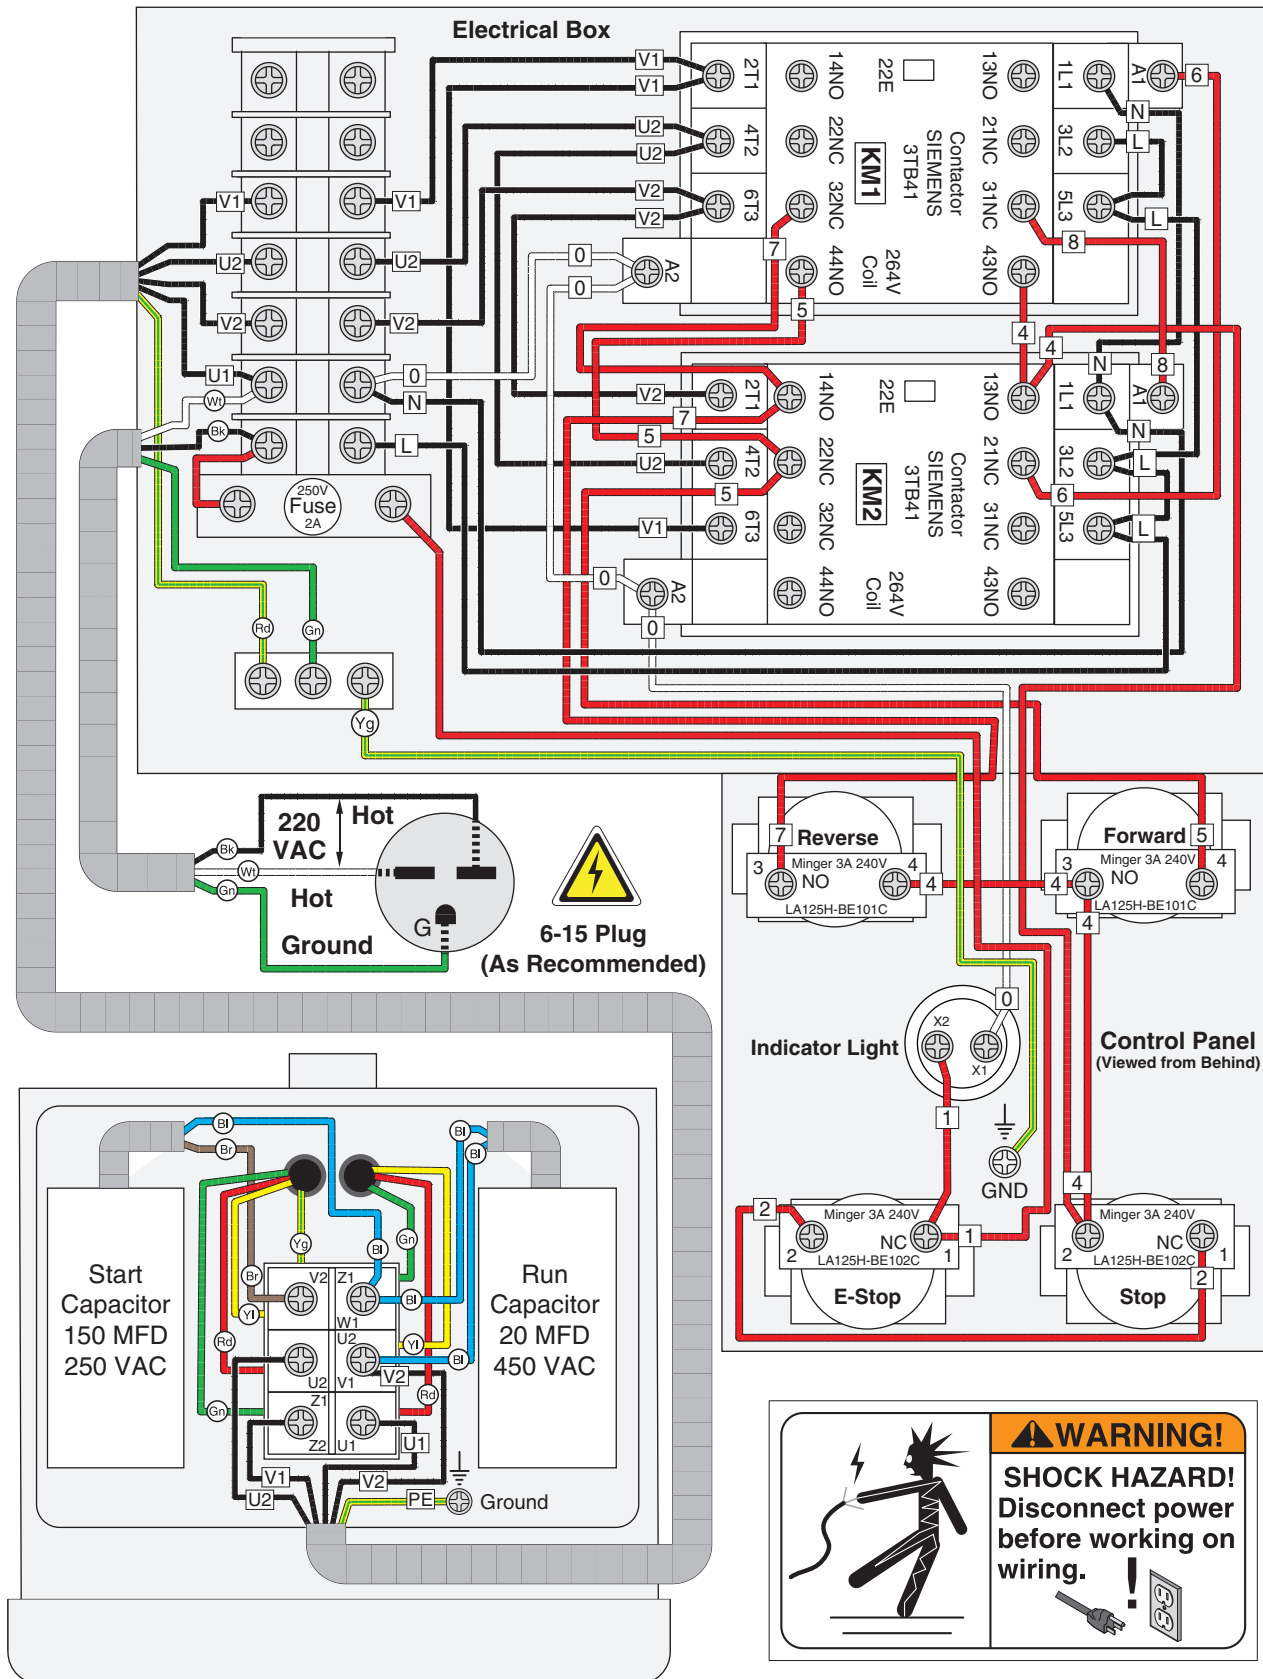 Electrical Box
V1
V1
U2
U2
V2
V2
2T1
4T2
6T3
14NO
22NC
32NC
44NO
22E
KM1
264V
Coil
Contactor
SIEMENS
3TB41
13NO
21NC
31NC
43NO
1L1
3L2
5L3
A1
6
N
L
L
7
8
5
4
4
0
0
A2
V1
U2
V2
U1
Wt
Bk
V1
U2
V2
0
N
L
250V
Fuse
2A
V2
7
5
U2
5
V1
2T1
4T2
6T3
14NO
22NC
32NC
44NO
22E
KM2
264V
Coil
Contactor
SIEMENS
3TB41
13NO
21NC
31NC
43NO
1L1
3L2
5L3
A1
N
8
N
L
6
L
0
A2
0
Rd
Gn
Yg
220
VAC
Hot
Bk
Wt
Gn
Hot
Ground
G
6-15 Plug
(As Recommended)
7
Reverse
3
Minger 3A 240V
4
NO
LA125H-BE101C
4
4
5
Forward
3
Minger 3A 240V
4
NO
LA125H-BE101C
4
0
X2
X1
Indicator Light
Control Panel
(Viewed from Behind)
1
GND
2
Minger 3A 240V
2
NC
1
LA125H-BE102C
1
E-Stop
4
Minger 3A 240V
2
NC
1
LA125H-BE102C
2
Stop
Bl
Br
Bl
Bl
Yg
Bl
Gn
Br
Yl
Rd
Gn
V2
Z1
W1
U2
U2
V1
Z1
Z2
U1
Bl
Yl
Bl
V2
Rd
U1
V1
V2
U2
PE
Ground
Start
Capacitor
150 MFD
250 VAC
Run
Capacitor
20 MFD
450 VAC
WARNING!
SHOCK HAZARD!
Disconnect power
before working on
wiring.
!